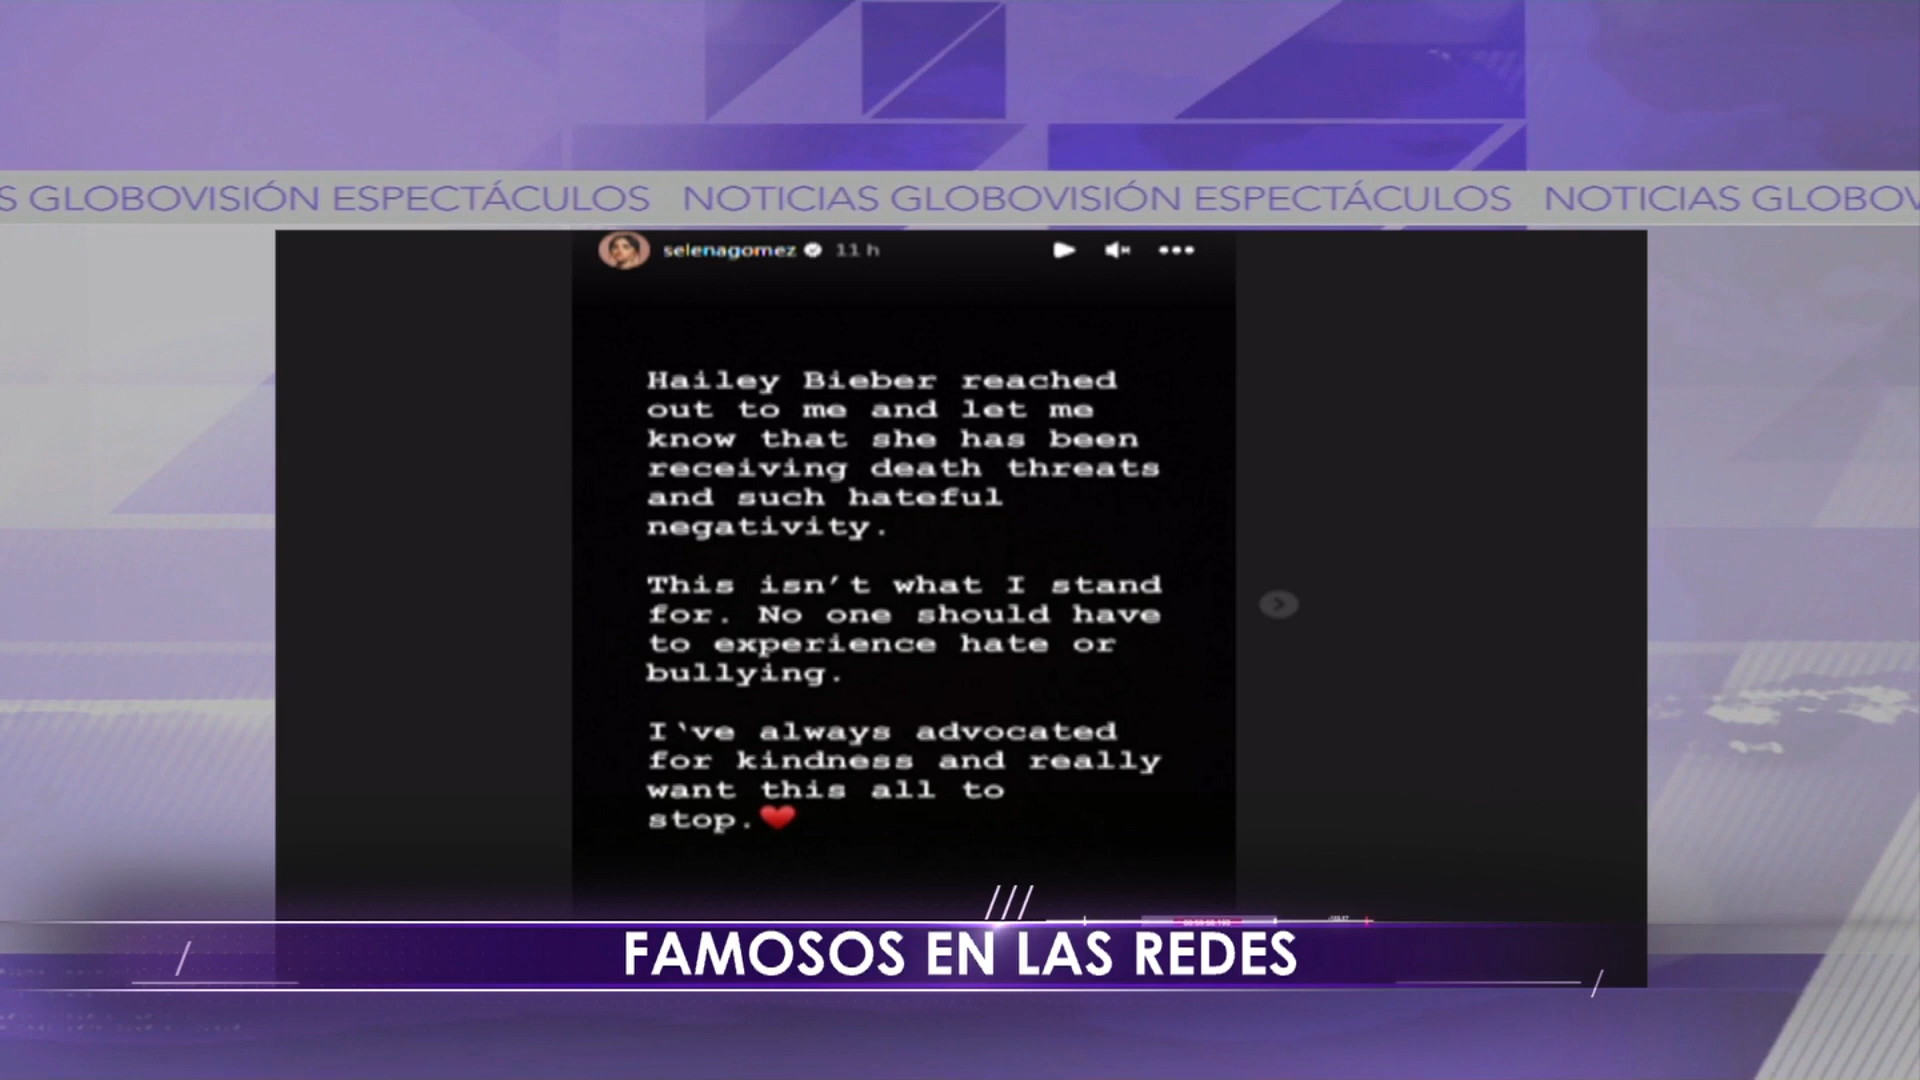 S GLOBOVISIÓN ESPECTÁCULOS NOTICIAS GLOBOVISIÓN ESPECTÁCULOS NOTICIAS GLOBOV
selenagomez 11 h
Hailey Bieber reached
out to me and let me
know that she has been
receiving death threats
and such hateful
negativity.
This isn't what I stand
for. No one should have
to experience hate or
bullying.
I`ve always advocated
for kindness and really
want this all to
stop.❤️
FAMOSOS EN LAS REDES